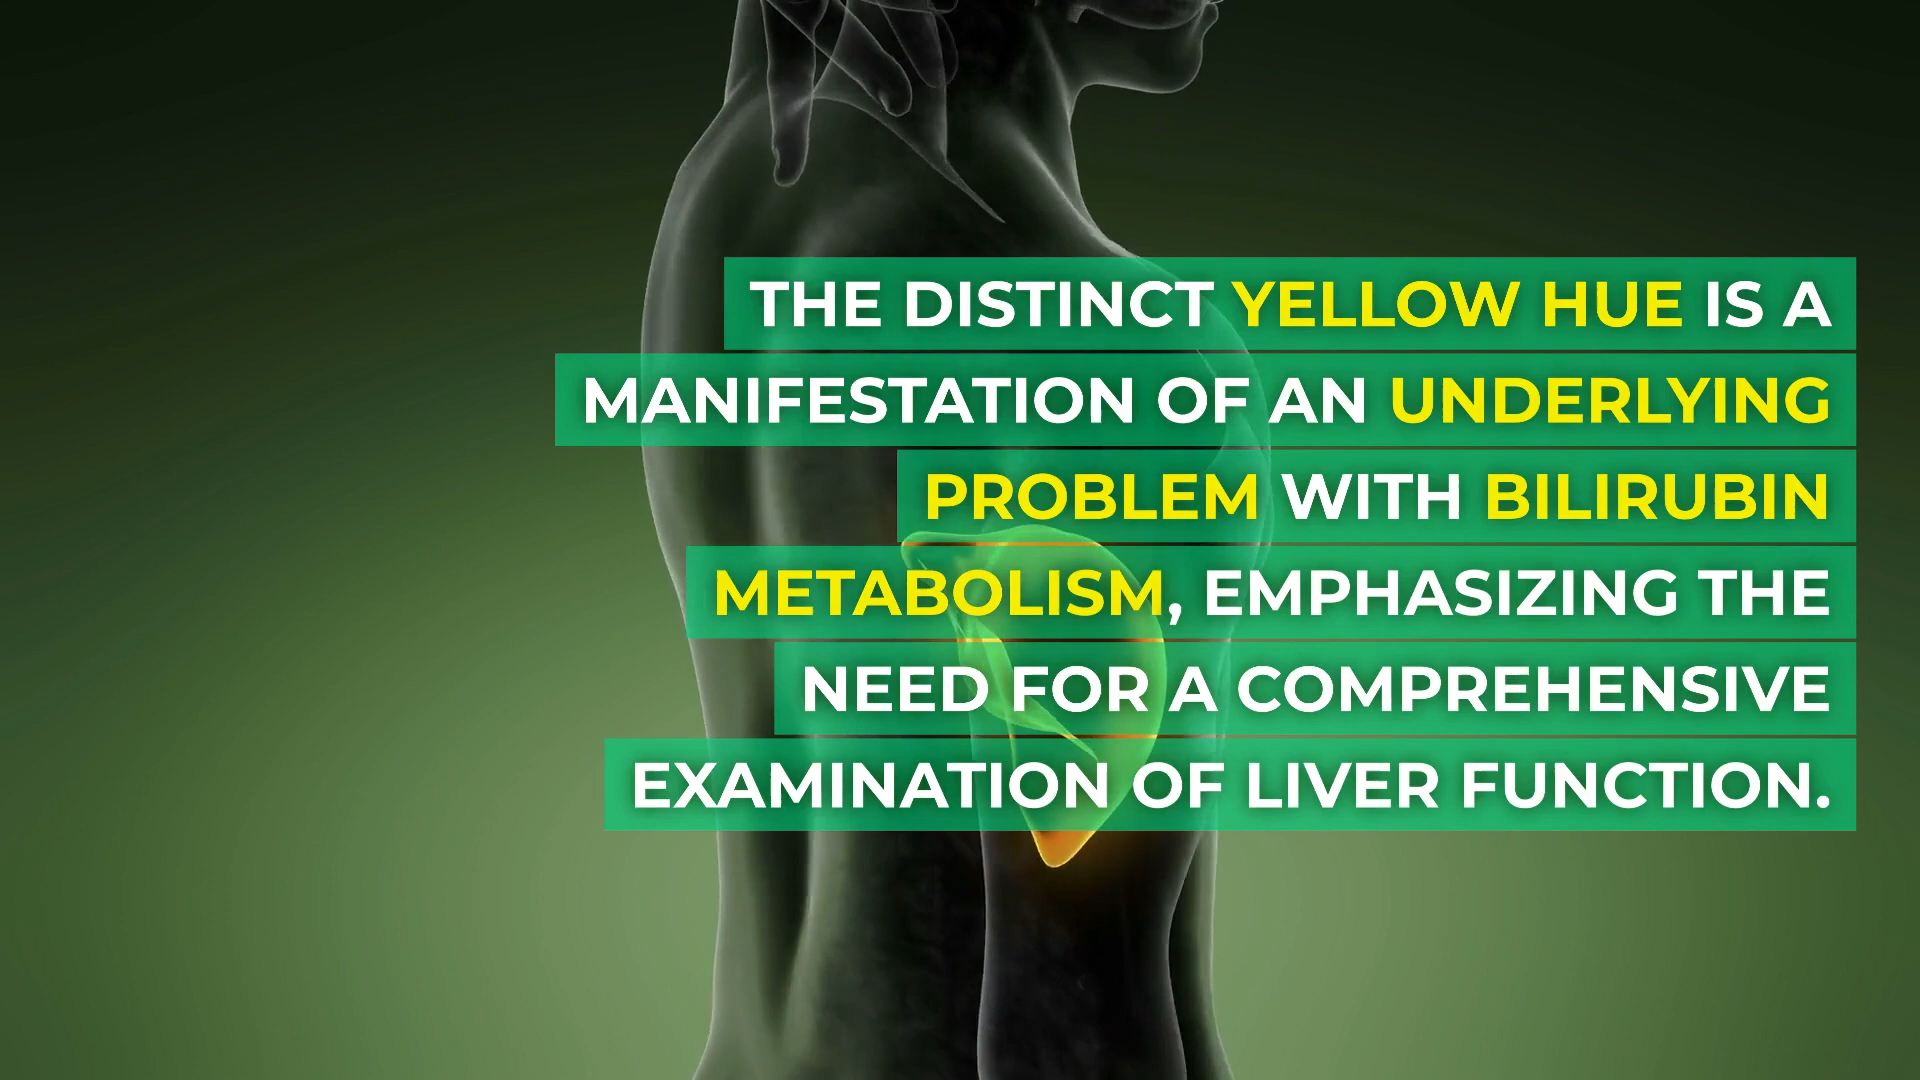 THE DISTINCT YELLOW HUE IS A
MANIFESTATION OF AN UNDERLYING
PROBLEM WITH BILIRUBIN
METABOLISM, EMPHASIZING THE
NEED FOR A COMPREHENSIVE
EXAMINATION OF LIVER FUNCTION.